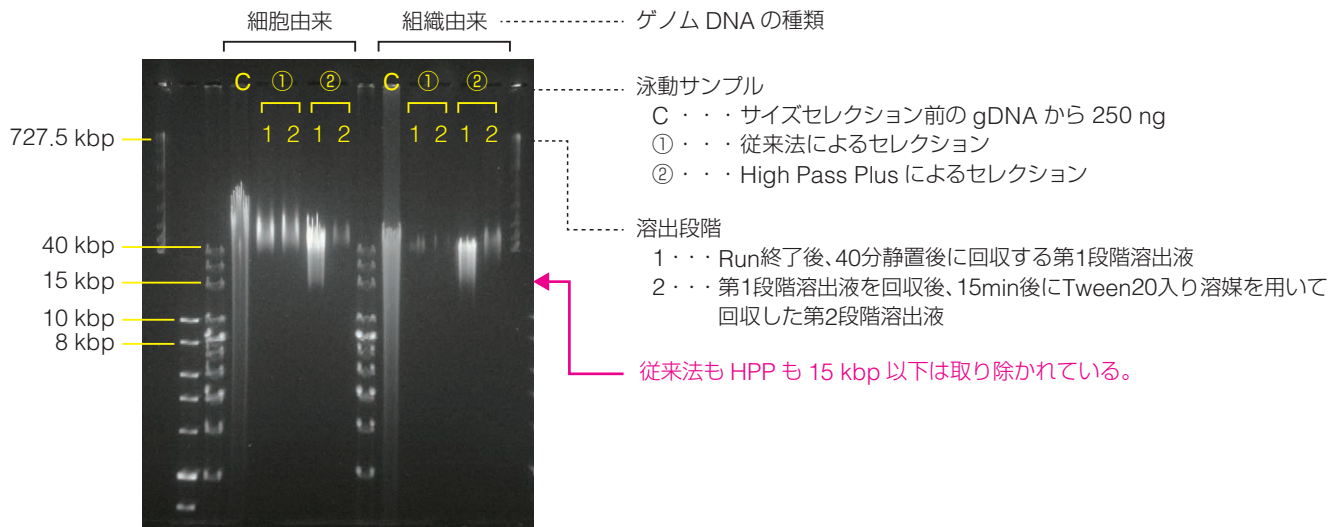 細胞由来 組織由来 ゲノム DNA の種類
C ① ② C ① ②
1 2 1 2 1 2 1 2
727.5 kbp
40 kbp
15 kbp
10 kbp
8 kbp
泳動サンプル
C ・・・サイズセレクション前の gDNA から 250 ng
①・・・従来法によるセレクション
②・・・High Pass Plus によるセレクション
溶出段階
1・・・Run終了後、40分静置後に回収する第1段階溶出液
2・・・第1段階溶出液を回収後、15min後にTween20入り溶媒を用いて
回収した第2段階溶出液
従来法も HPP も 15 kbp 以下は取り除かれている。